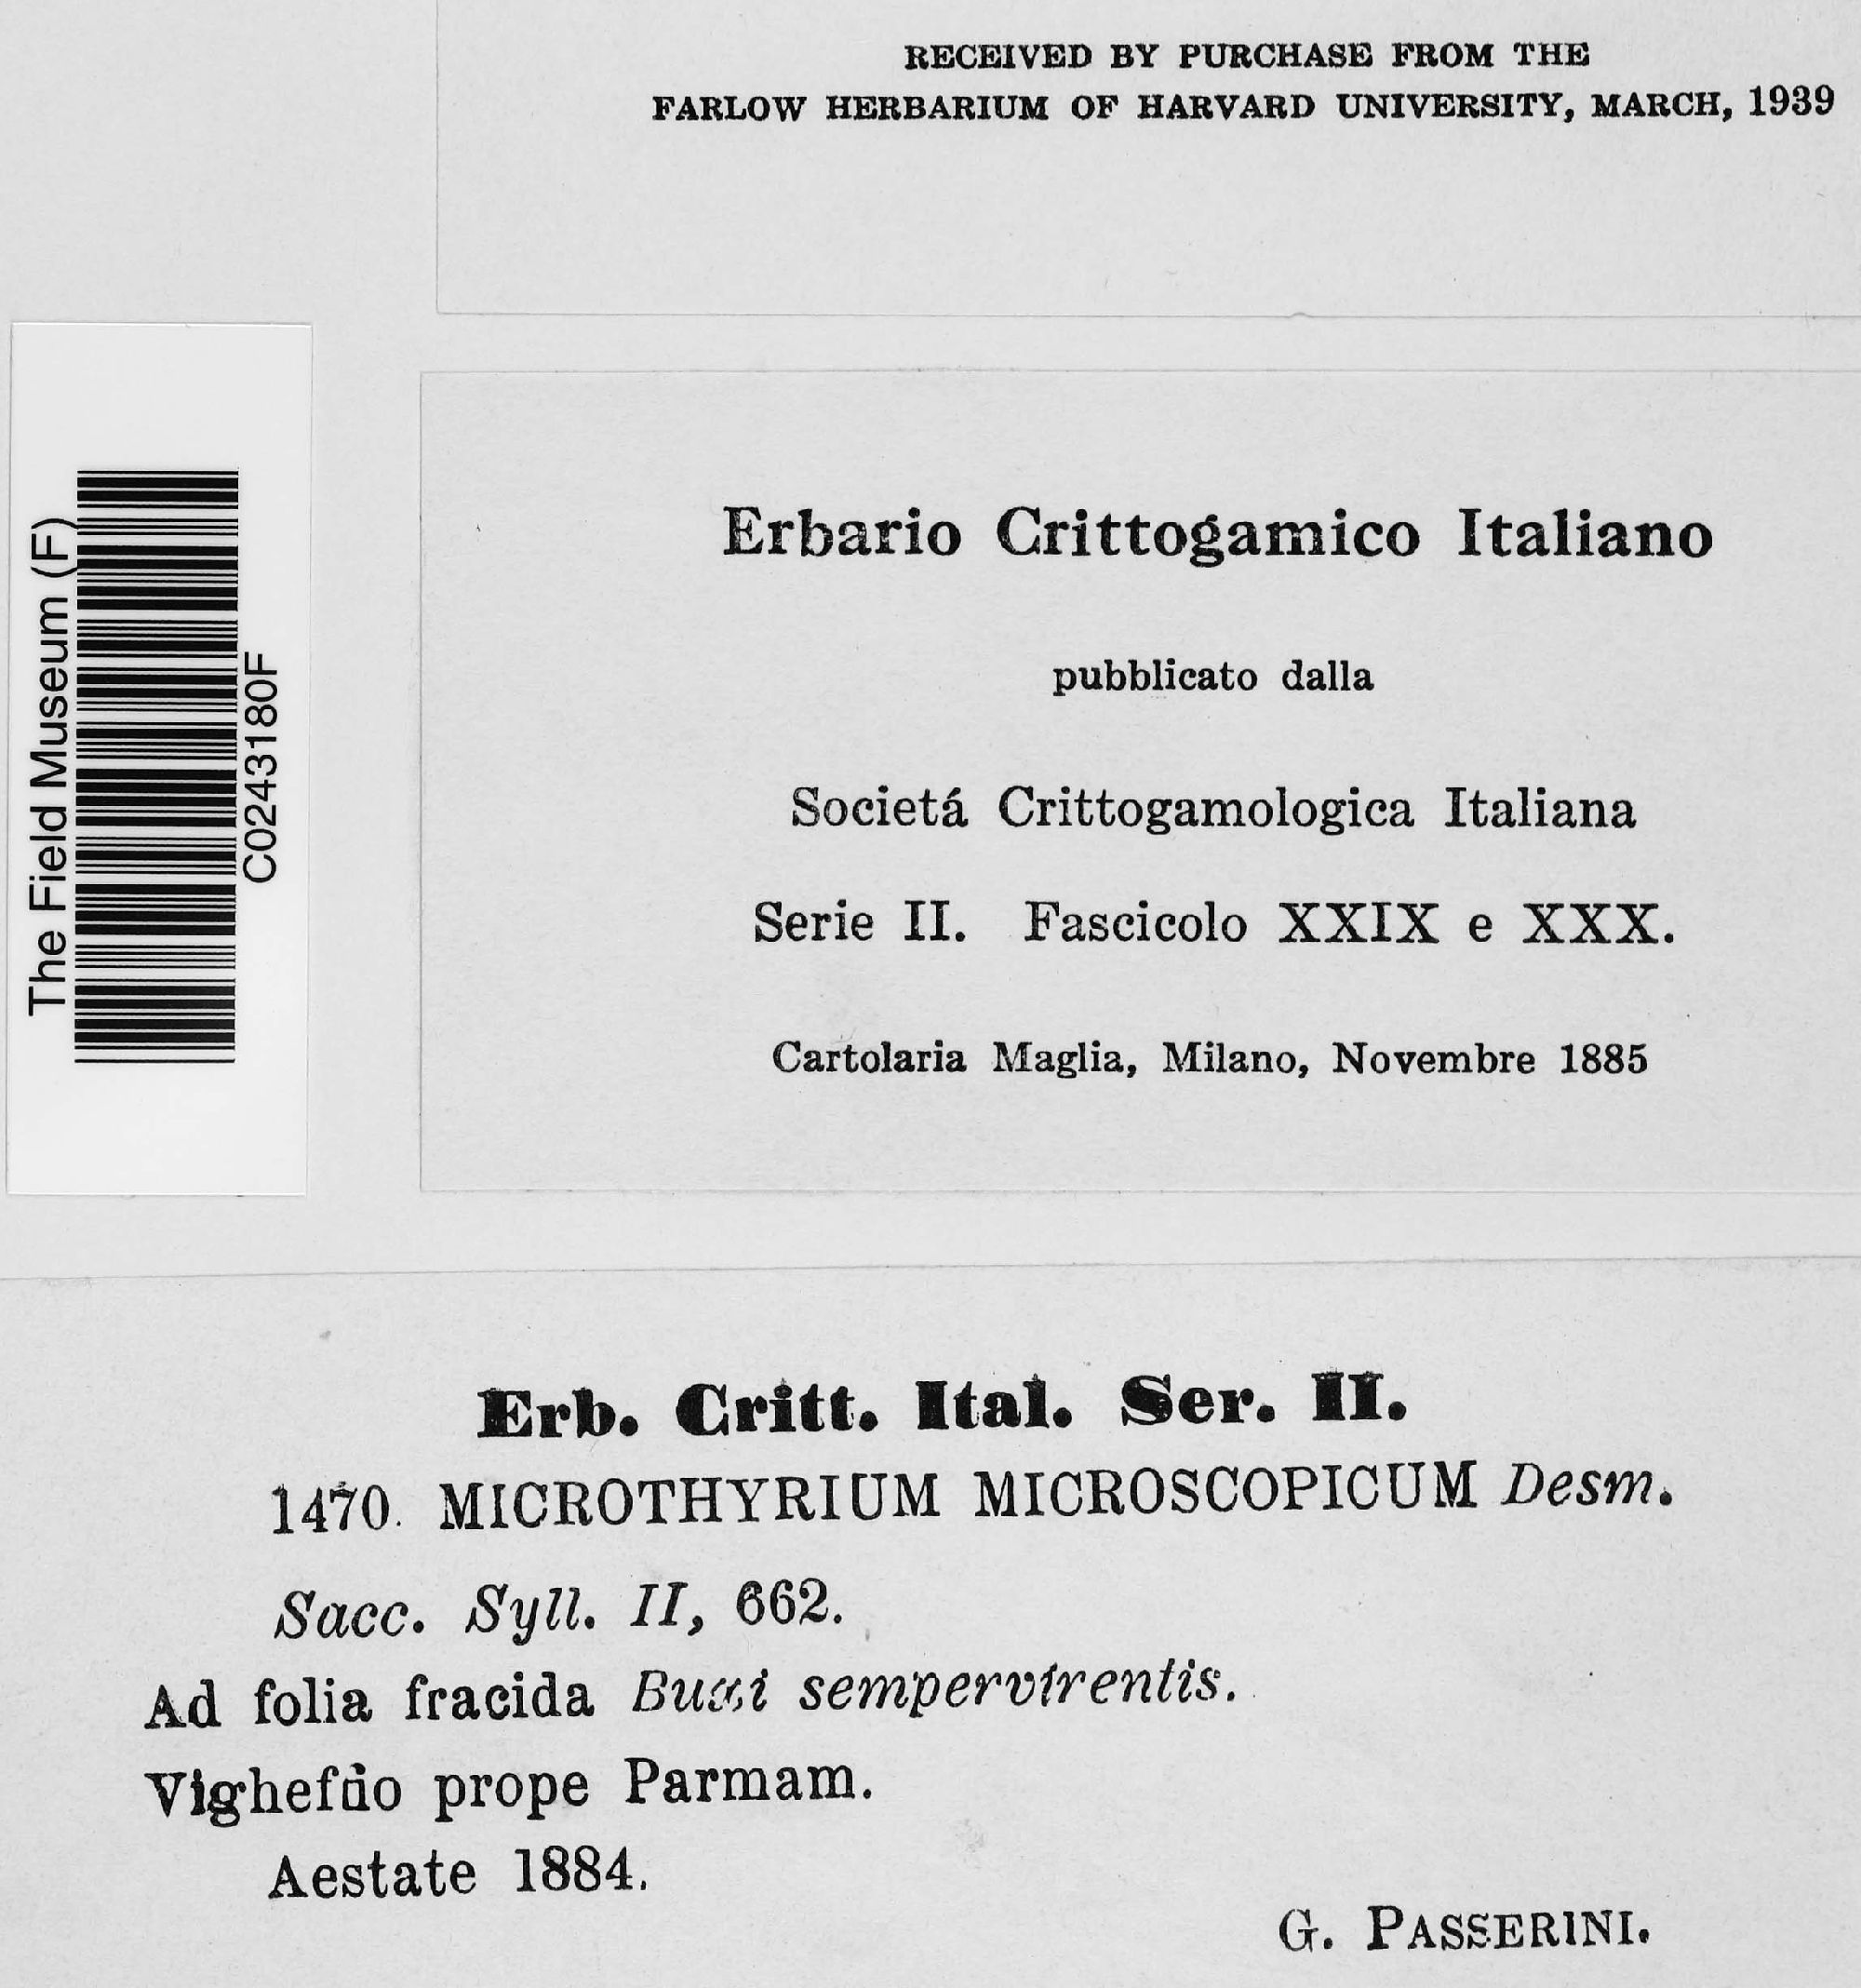 RECEIVED BY PURCHASE FROM THE
FARLOW HERBARIUM OF HARVARD UNIVERSITY, MARCH, 1939
The Field Museum (F)
C0243180F
Erbario Crittogamico Italiano
pubblicato dalla
Societá Crittogamologica Italiana
Serie II. Fascicolo XXIX e XXX.
Cartolaria Maglia, Milano, Novembre 1885
Erb. Critt. Ital. Ser. II.
1470. MICROTHYRIUM MICROSCOPICUM Desm.
Sacc. Syll. II, 662.
Ad folia fracida Buxi sempervirentis.
prope Parmam.
Aestate 1884.
G. PASSERINI.